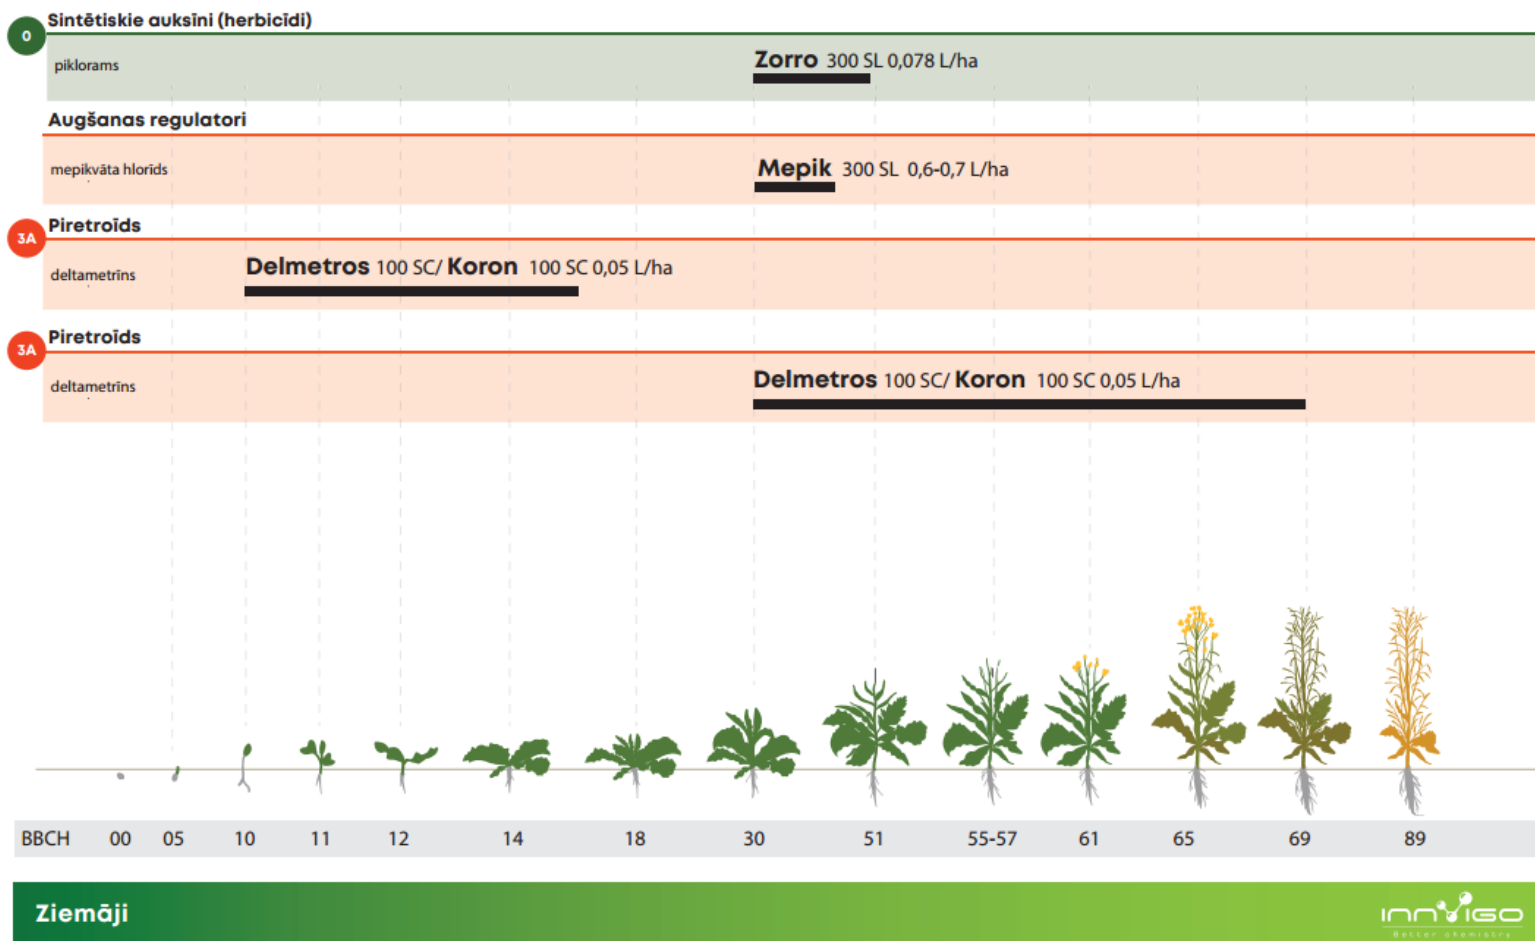 Sintētiskie auksīni (herbicīdi)
0
piklorams
Zorro 300 SL 0,078 L/ha
Augšanas regulatori
mepikvāta hlorīds
Mepik 300 SL 0,6-0,7 L/ha
Piretroīds
3A
deltametrīns
Delmetros 100 SC/ Koron 100 SC 0,05 L/ha
Piretroīds
3A
deltametrīns
Delmetros 100 SC/ Koron 100 SC 0,05 L/ha
BBCH 00 05 10 11 12 14 18 30 51 55-57 61 65 69 89
Ziemāji
INNVIGO
Better chemistry